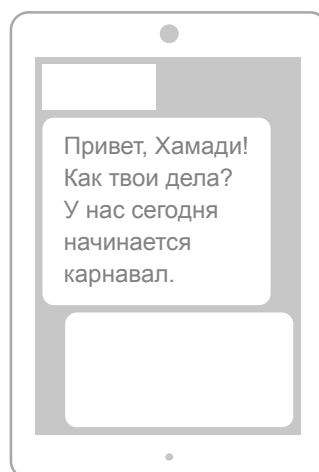 Привет, Хамади!
Как твои дела?
У нас сегодня
начинается
карнавал.